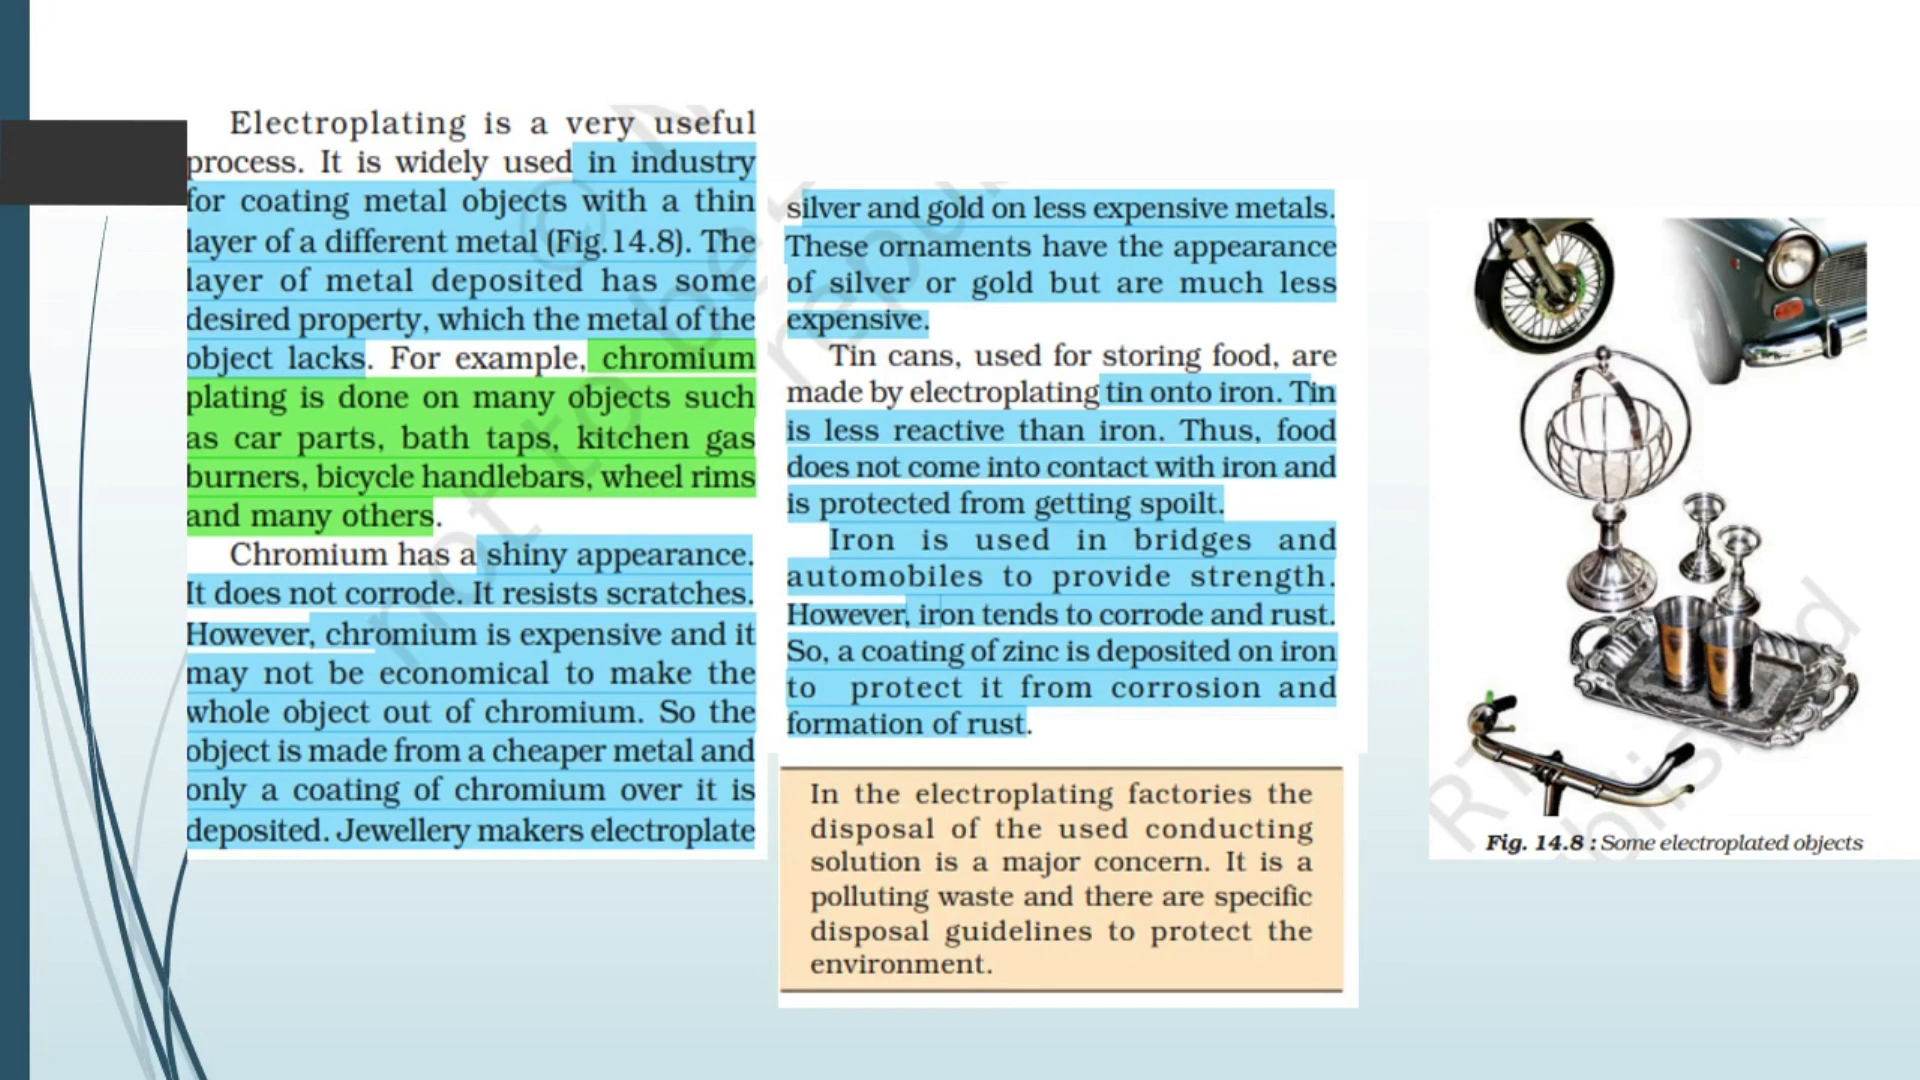 Electroplating is a very useful
process. It is widely used in industry
for coating metal objects with a thin
layer of a different metal (Fig.14.8). The
layer of metal deposited has some
desired property, which the metal of the
object lacks. For example, chromium
plating is done on many objects such
as car parts, bath taps, kitchen gas
burners, bicycle handlebars, wheel rims
and many others.
Chromium has a shiny appearance.
It does not corrode. It resists scratches.
However, chromium is expensive and it
may not be economical to make the
whole object out of chromium. So the
object is made from a cheaper metal and
only a coating of chromium over it is
deposited. Jewellery makers electroplate
silver and gold on less expensive metals.
These ornaments have the appearance
of silver or gold but are much less
expensive.
Tin cans, used for storing food, are
made by electroplating tin onto iron. Tin
is less reactive than iron. Thus, food
does not come into contact with iron and
is protected from getting spoilt.
Iron is used in bridges and
automobiles to provide strength.
However, iron tends to corrode and rust.
So, a coating of zinc is deposited on iron
to protect it from corrosion and
formation of rust.
In the electroplating factories the
disposal of the used conducting
solution is a major concern. It is a
polluting waste and there are specific
disposal guidelines to protect the
environment.
Fig. 14.8 : Some electroplated objects
not to be